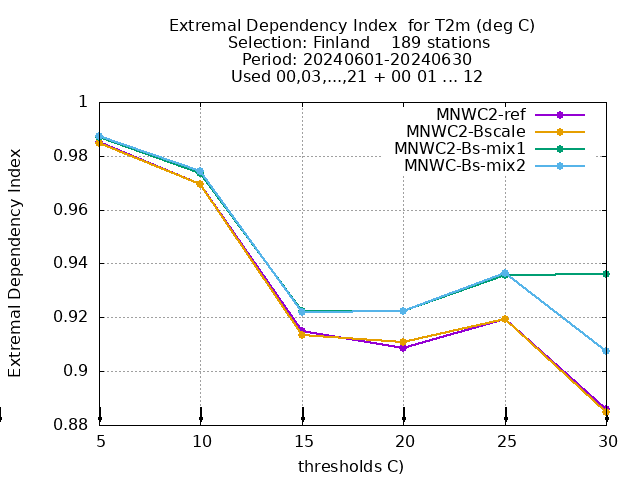 Extremal Dependency Index  for T2m (deg C)
Selection: Finland    189 stations
Period: 20240601-20240630
Used 00,03,...,21 + 00 01 ... 12
MNWC2-ref
MNWC2-Bscale
MNWC2-Bs-mix1
MNWC-Bs-mix2
Extremal Dependency Index
1
0.98
0.96
0.94
0.92
0.9
0.88
5 10 15 20 25 30
thresholds C)